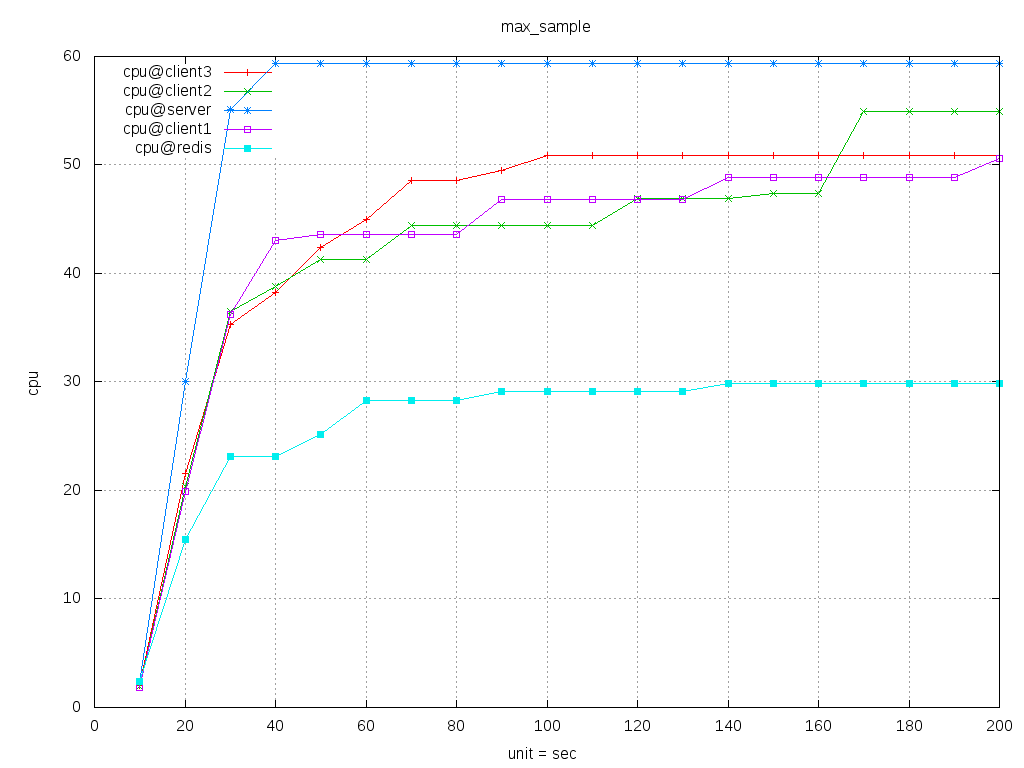 max_sample
60
50
40
30
20
10
0
cpu
cpu@client3
cpu@client2
cpu@server
cpu@client1
cpu@redis
0 20 40 60 80 100 120 140 160 180 200
unit = sec